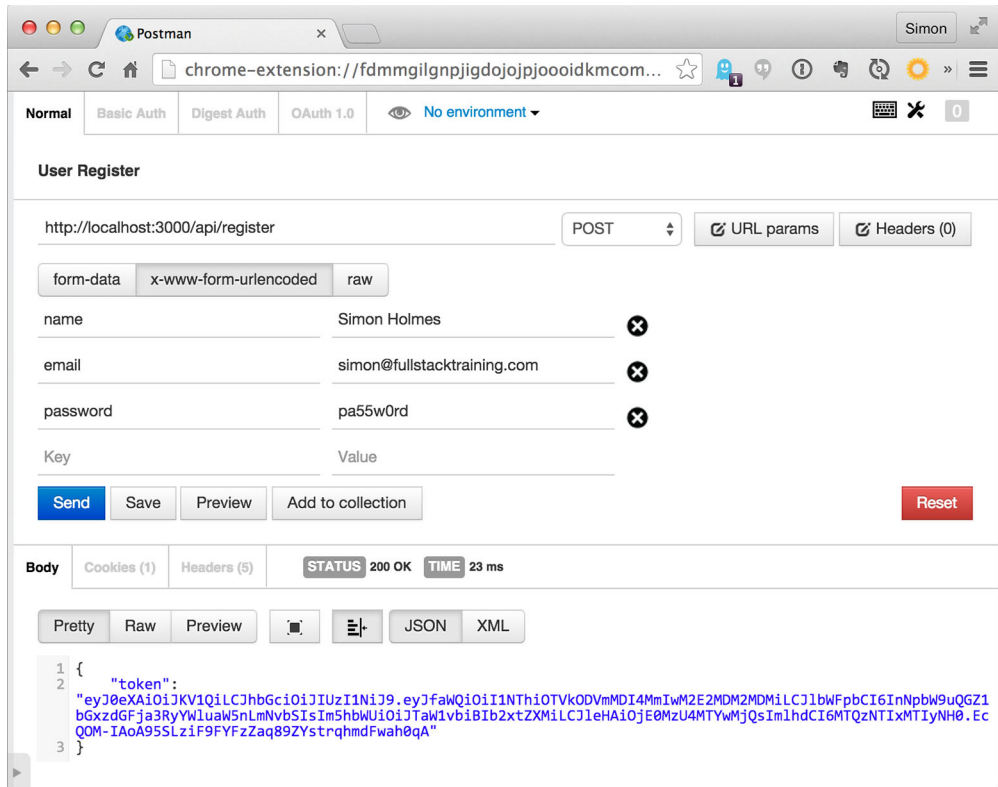 Postman
Simon
chrome-extension://fdmmgilgnpjigdojojpjoooidkmcom...
1
Normal
Basic Auth
Digest Auth
OAuth 1.0
No environment
0
User Register
http://localhost:3000/api/register
POST
URL params
Headers (0)
form-data
x-www-form-urlencoded
raw
name
Simon Holmes
email
simon@fullstacktraining.com
password
pa55w0rd
Key
Value
Send
Save
Preview
Add to collection
Reset
Body
Cookies (1)
Headers (5)
STATUS 200 OK
TIME 23 ms
Pretty
Raw
Preview
JSON
XML
1 {
2 "token":
"eyJ0eXAiOiJKV1QiLCJhbGciOiJIUzI1NiJ9.eyJfaWQiOiI1NThiOTVkODVmMDI4MmIwM2E2MDM2MDMiLCJlbWFpbCI6InNpbW9uQGZ1
bGxzdGFja3RyYWluaW5nLmNvbSIsIm5hbWUiOiJTaW1vbiBIb2xtZXMiLCJleHAiOjE0MzU4MTYwMjQsImlhdCI6MTQzNTIxMTIyNH0.Ec
QOM-IAoA95SLziF9FYFzZaq89ZYstrqhmdFwah0qA"
3 }